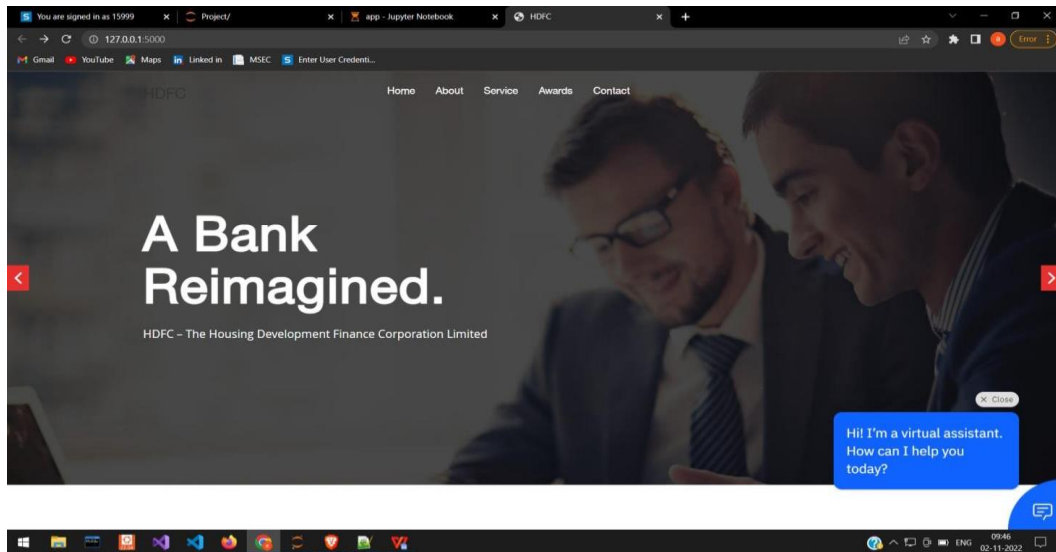 You are signed in as 15999
Project/
app - Jupyter Notebook
HDFC
127.0.0.1:5000
Error
Gmail
YouTube
Maps
Linked in
MSEC
Enter User Credenti...
HDFC
Home
About
Service
Awards
Contact
A Bank
Reimagined.
HDFC – The Housing Development Finance Corporation Limited
Close
Hi! I'm a virtual assistant.
How can I help you
today?
ENG
09:46
02-11-2022